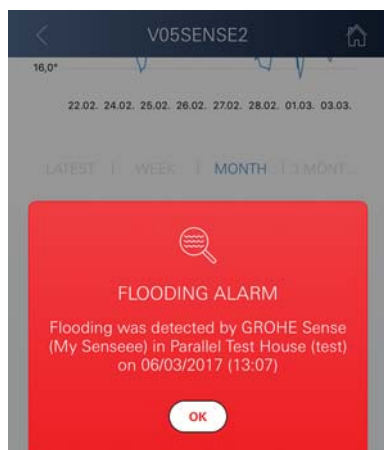 V05SENSE2
16,0°
22.02. 24.02. 25.02. 26.02. 27.02. 28.02. 01.03. 03.03.
LATEST | WEEK | MONTH | 3 MONT...
FLOODING ALARM
Flooding was detected by GROHE Sense
(My Senseee) in Parallel Test House (test)
on 06/03/2017 (13:07)
OK